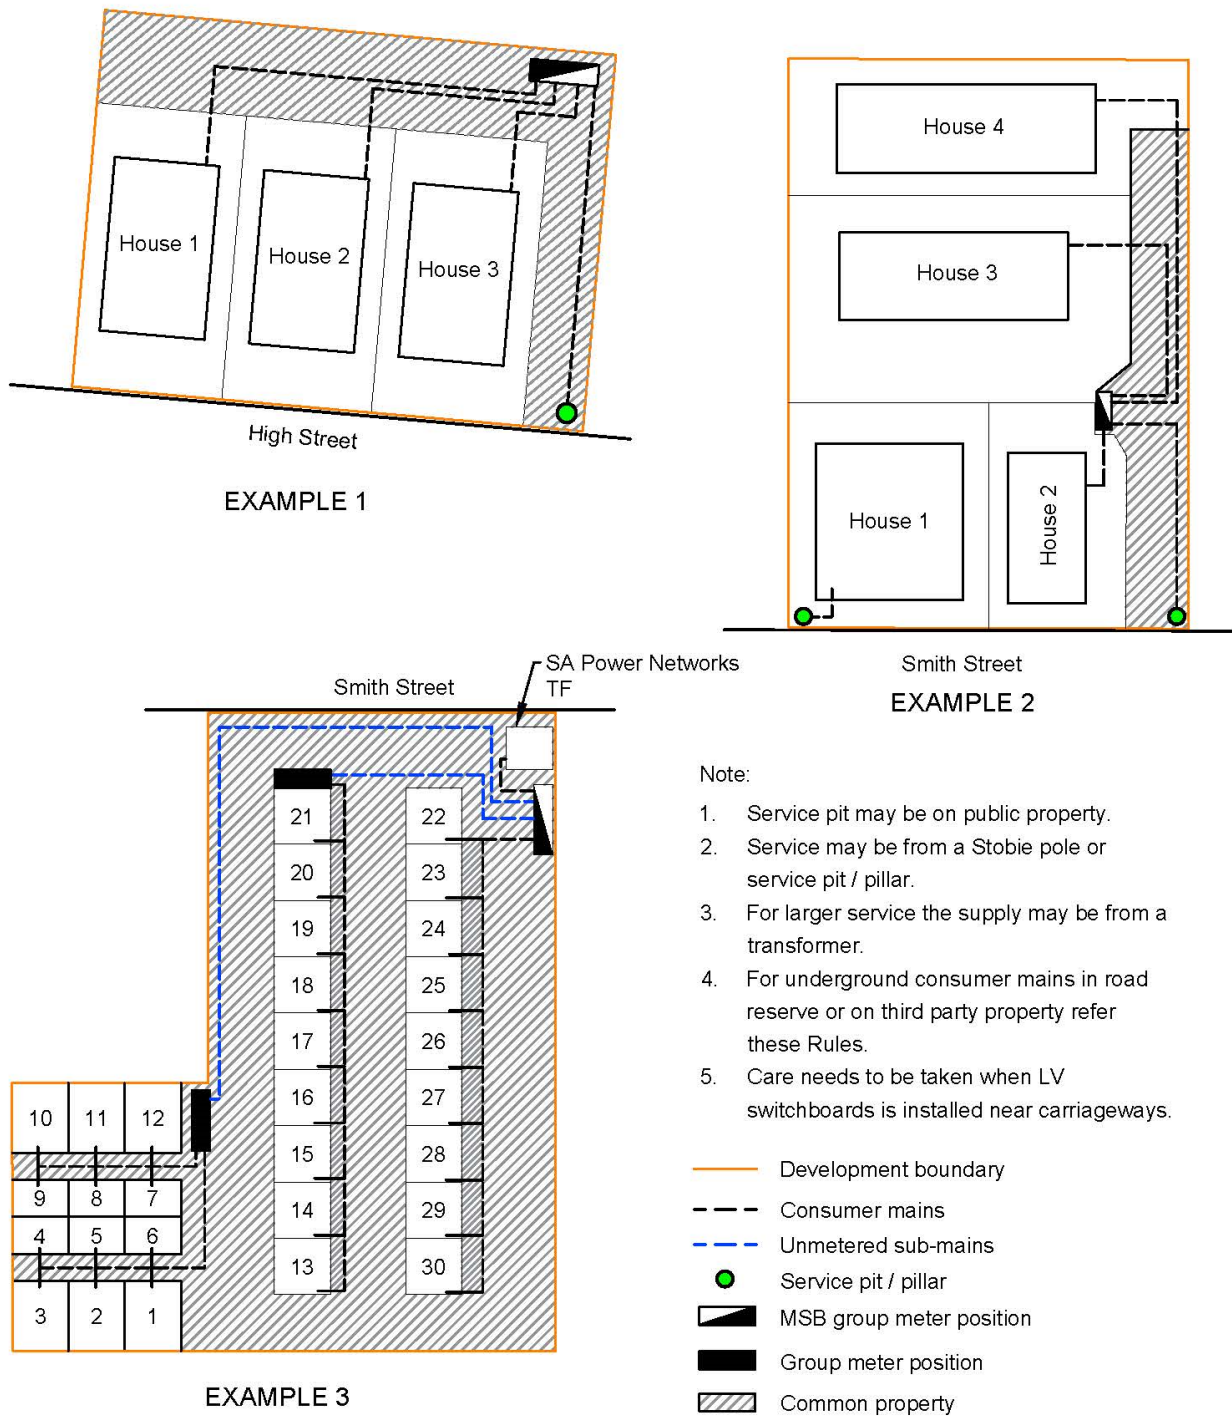 House 1
House 2
House 3
High Street
EXAMPLE 1
House 4
House 3
House 1
House 2
Smith Street
EXAMPLE 2
SA Power Networks
TF
Smith Street
21
22
20
23
19
24
18
25
17
26
16
27
15
28
14
29
13
30
10
11
12
9
8
7
4
5
6
3
2
1
EXAMPLE 3
Note:
1. Service pit may be on public property.
2. Service may be from a Stobie pole or
service pit / pillar.
3. For larger service the supply may be from a
transformer.
4. For underground consumer mains in road
reserve or on third party property refer
these Rules.
5. Care needs to be taken when LV
switchboards is installed near carriageways.
Development boundary
Consumer mains
Unmetered sub-mains
Service pit / pillar
MSB group meter position
Group meter position
Common property